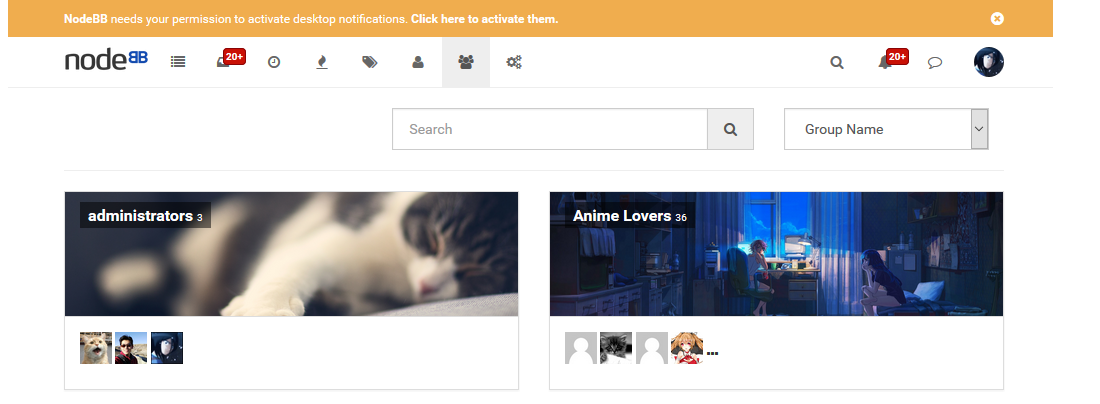 NodeBB needs your permission to activate desktop notifications. Click here to activate them.
nodeBB 20+ 20+
Search Group Name
administrators 3 Anime Lovers 36
...